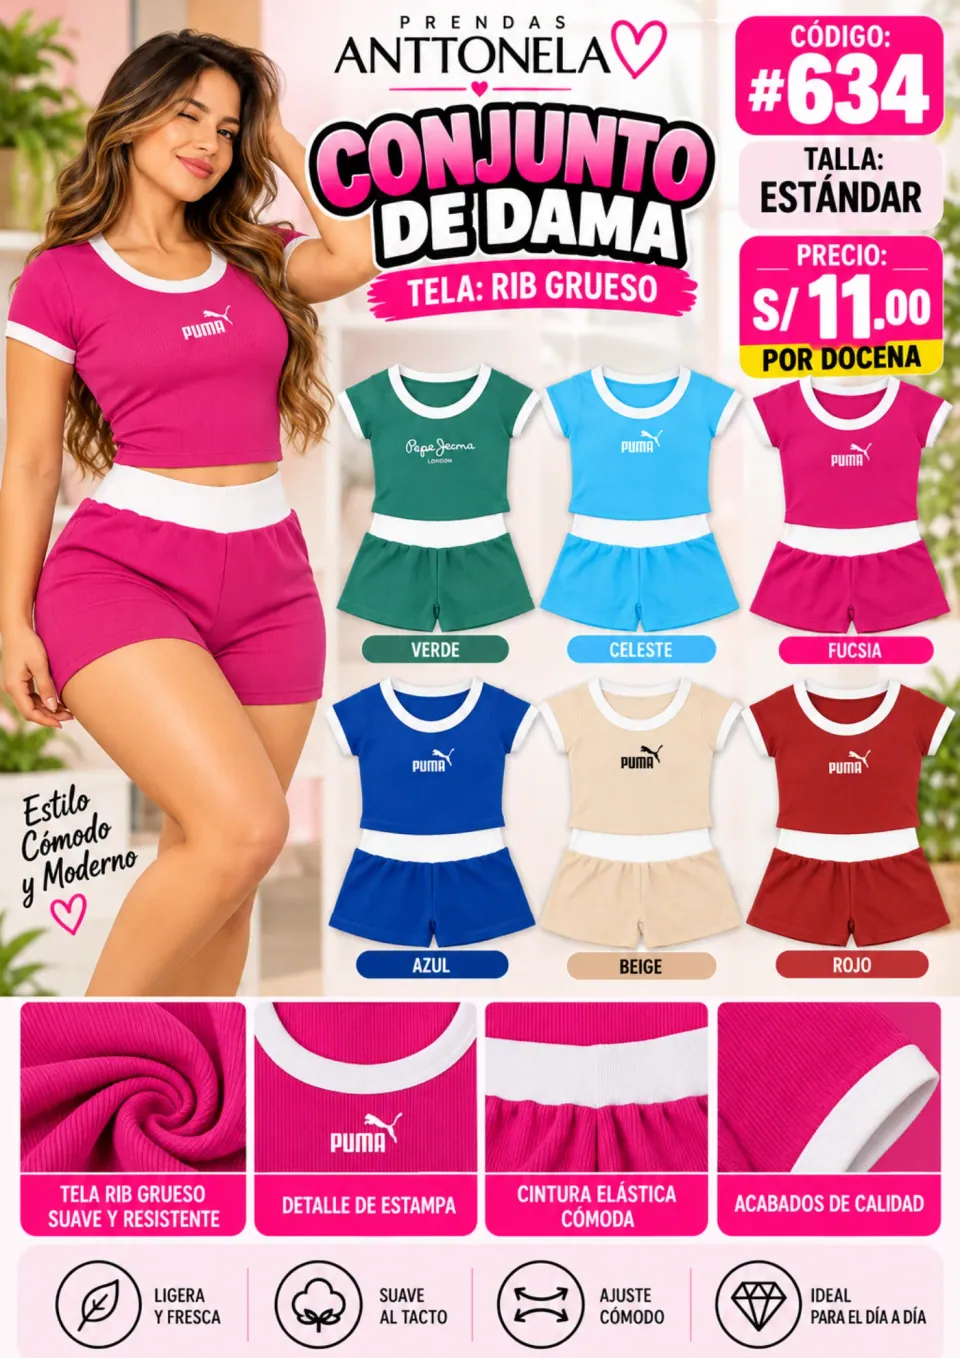 PRENDAS
ANTTONELA
CONJUNTO
DE DAMA
TELA: RIB GRUESO
CÓDIGO:
#634
TALLA:
ESTÁNDAR
PRECIO:
S/ 11.00
POR DOCENA
PUMA
Pepe Jecma
LONDON
PUMA
PUMA
VERDE
CELESTE
FUCSIA
PUMA
PUMA
PUMA
AZUL
BEIGE
ROJO
Estilo
Cómodo
y Moderno
PUMA
TELA RIB GRUESO
SUAVE Y RESISTENTE
DETALLE DE ESTAMPA
CINTURA ELÁSTICA
CÓMODA
ACABADOS DE CALIDAD
LIGERA
Y FRESCA
SUAVE
AL TACTO
AJUSTE
CÓMODO
IDEAL
PARA EL DÍA A DÍA